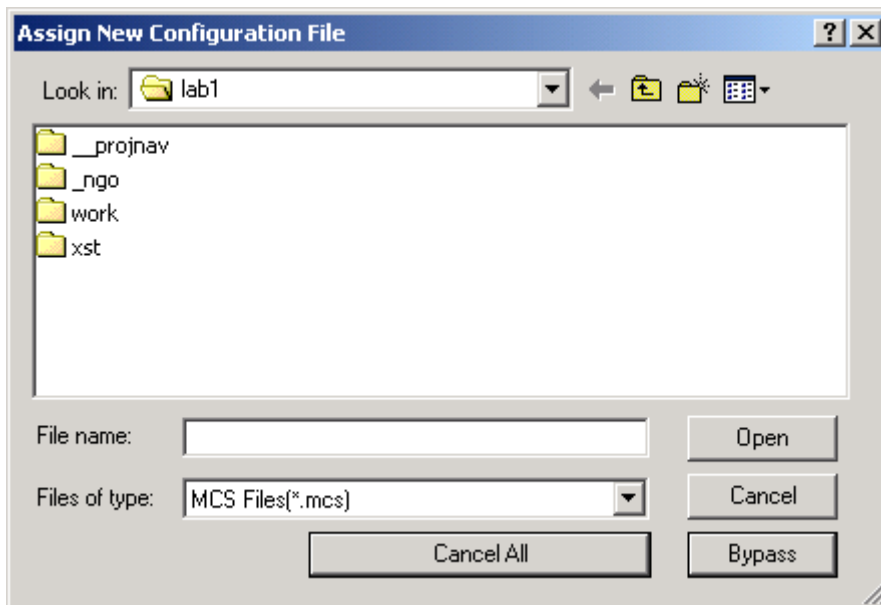 Assign New Configuration File
Look in: lab1
__projnav
_ngo
work
xst
File name: Open
Files of type: MCS Files(*.mcs) Cancel
Cancel All Bypass